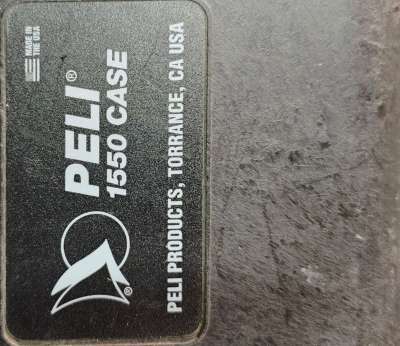 MADE IN
THE USA
PELI®
1550 CASE
®
PELI PRODUCTS, TORRANCE, CA USA